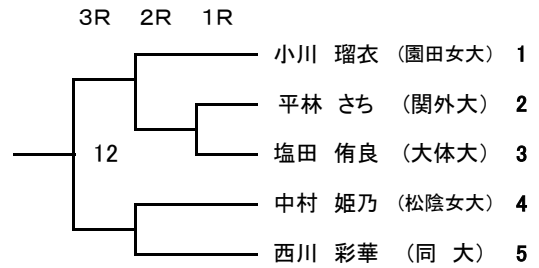 3R 2R 1R
小川 瑠衣 (園田女大) 1
平林 さち (関外大) 2
12 塩田 侑良 (大体大) 3
中村 姫乃 (松陰女大) 4
西川 彩華 (同 大) 5